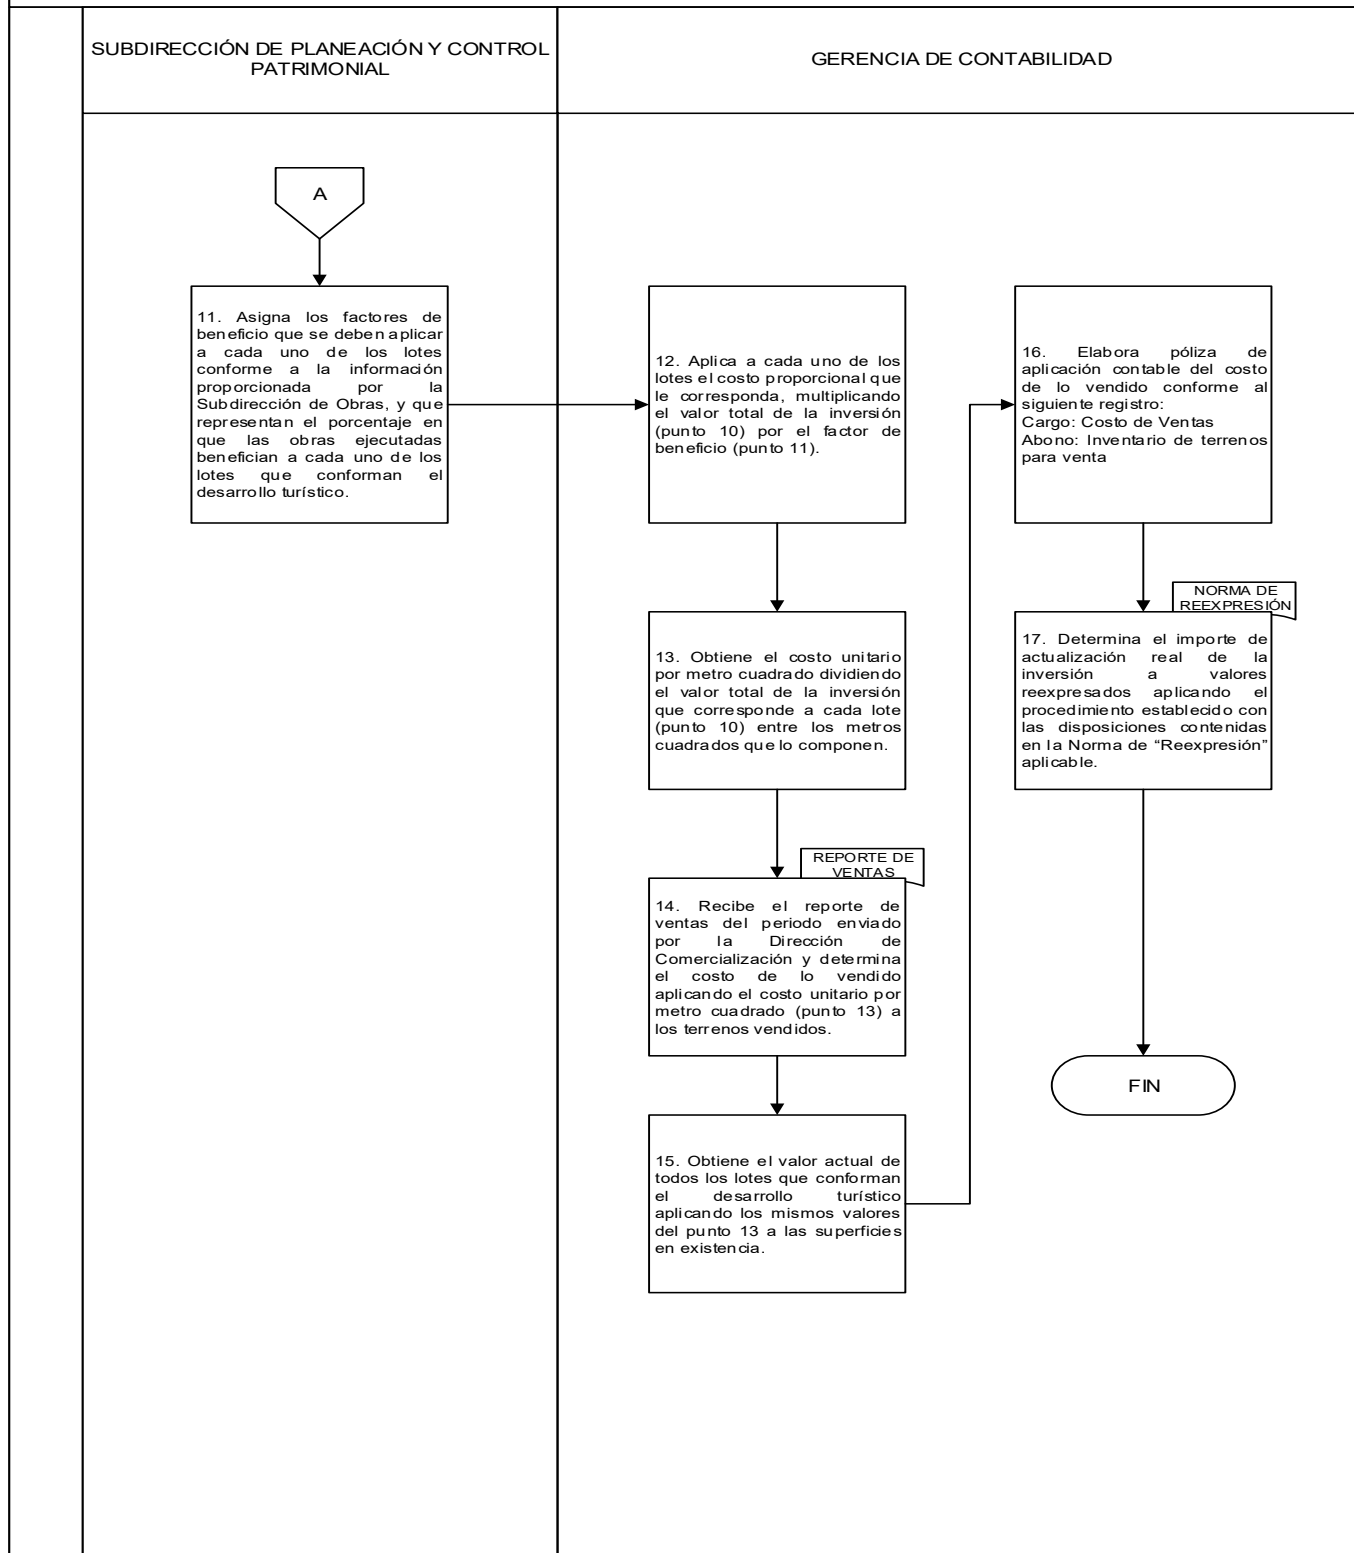 SUBDIRECCIÓN DE PLANEACIÓN Y CONTROL
PATRIMONIAL
GERENCIA DE CONTABILIDAD
A
11. Asigna los factores de
beneficio que se deben aplicar
a cada uno de los lotes
conforme a la información
proporcionada por la
Subdirección de Obras, y que
representan el porcentaje en
que las obras ejecutadas
benefician a cada uno de los
lotes que conforman el
desarrollo turístico.
12. Aplica a cada uno de los
lotes el costo proporcional que
le corresponda, multiplicando
el valor total de la inversión
(punto 10) por el factor de
beneficio (punto 11).
13. Obtiene el costo unitario
por metro cuadrado dividiendo
el valor total de la inversión
que corresponde a cada lote
(punto 10) entre los metros
cuadrados que lo componen.
REPORTE DE
VENTAS
14. Recibe el reporte de
ventas del periodo enviado
por la Dirección de
Comercialización y determina
el costo de lo vendido
aplicando el costo unitario por
metro cuadrado (punto 13) a
los terrenos vendidos.
15. Obtiene el valor actual de
todos los lotes que conforman
el desarrollo turístico
aplicando los mismos valores
del punto 13 a las superficies
en existencia.
16. Elabora póliza de
aplicación contable del costo
de lo vendido conforme al
siguiente registro:
Cargo: Costo de Ventas
Abono: Inventario de terrenos
para venta
NORMA DE
REEXPRESIÓN
17. Determina el importe de
actualización real de la
inversión a valores
reexpresados aplicando el
procedimiento establecido con
las disposiciones contenidas
en la Norma de “Reexpresión”
aplicable.
FIN